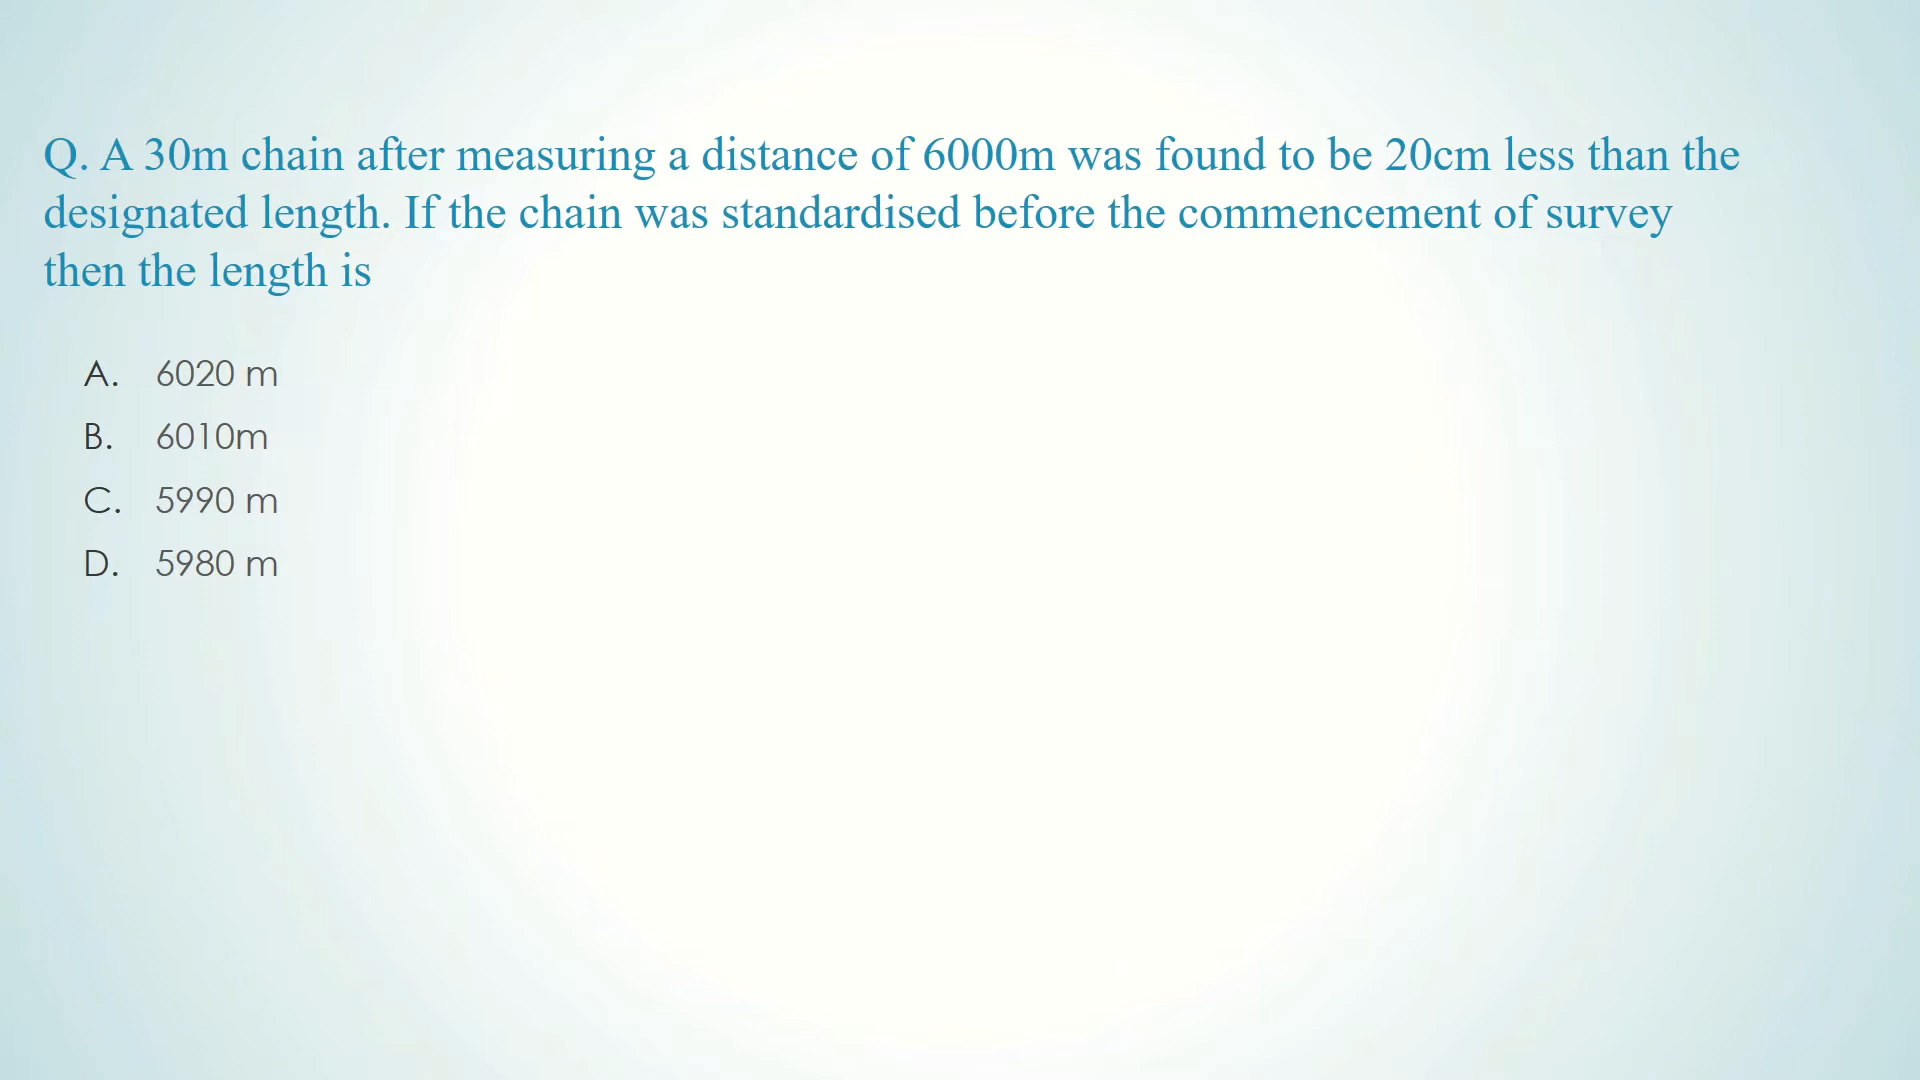 Q. A 30m chain after measuring a distance of 6000m was found to be 20cm less than the
designated length. If the chain was standardised before the commencement of survey
then the length is
A. 6020 m
B. 6010m
C. 5990 m
D. 5980 m